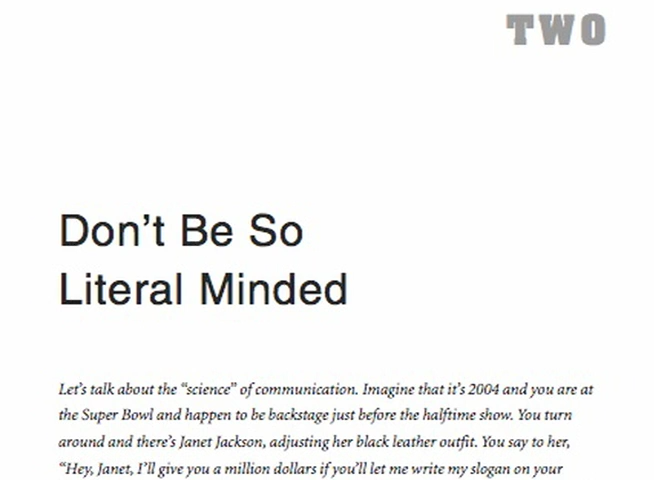 TWO
Don’t Be So
Literal Minded
Let’s talk about the “science” of communication. Imagine that it’s 2004 and you are at
the Super Bowl and happen to be backstage just before the halftime show. You turn
around and there’s Janet Jackson, adjusting her black leather outfit. You say to her,
“Hey, Janet, I’ll give you a million dollars if you’ll let me write my slogan on your